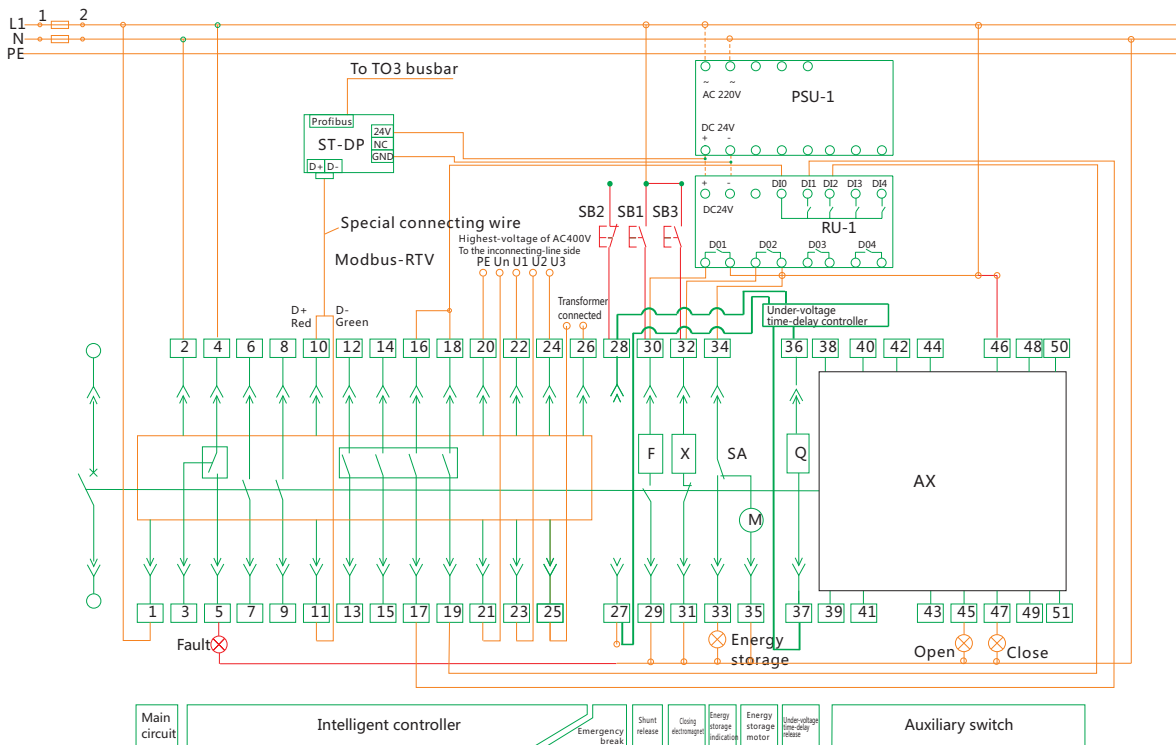 1 2
L1
N
PE
To TO3 busbar
Profibus
ST-DP
24V
NC
GND
D+ D-
~ ~
AC 220V
PSU-1
DC 24V
+ -
+ -
DC24V
DI0 DI1 DI2 DI3 DI4
RU-1
D01 D02 D03 D04
SB2 SB1 SB3
Special connecting wire
Modbus-RTV
Highest-voltage of AC400V
To the inconnecting-line side
PE Un U1 U2 U3
Transformer
connected
D+
Red
D-
Green
Under-voltage
time-delay controller
2 4 6 8 10 12 14 16 18 20 22 24 26 28 30 32 34 36 38 40 42 44 46 48 50
F X SA Q
M
AX
1 3 5 7 9 11 13 15 17 19 21 23 25 27 29 31 33 35 37 39 41 43 45 47 49 51
Fault
Energy
storage
Open
Close
Main
circuit
Intelligent controller
Emergency
break
Shunt
release
Closing
electromagnet
Energy
storage
indication
Energy
storage
motor
Under-voltage
time-delay
release
Auxiliary switch